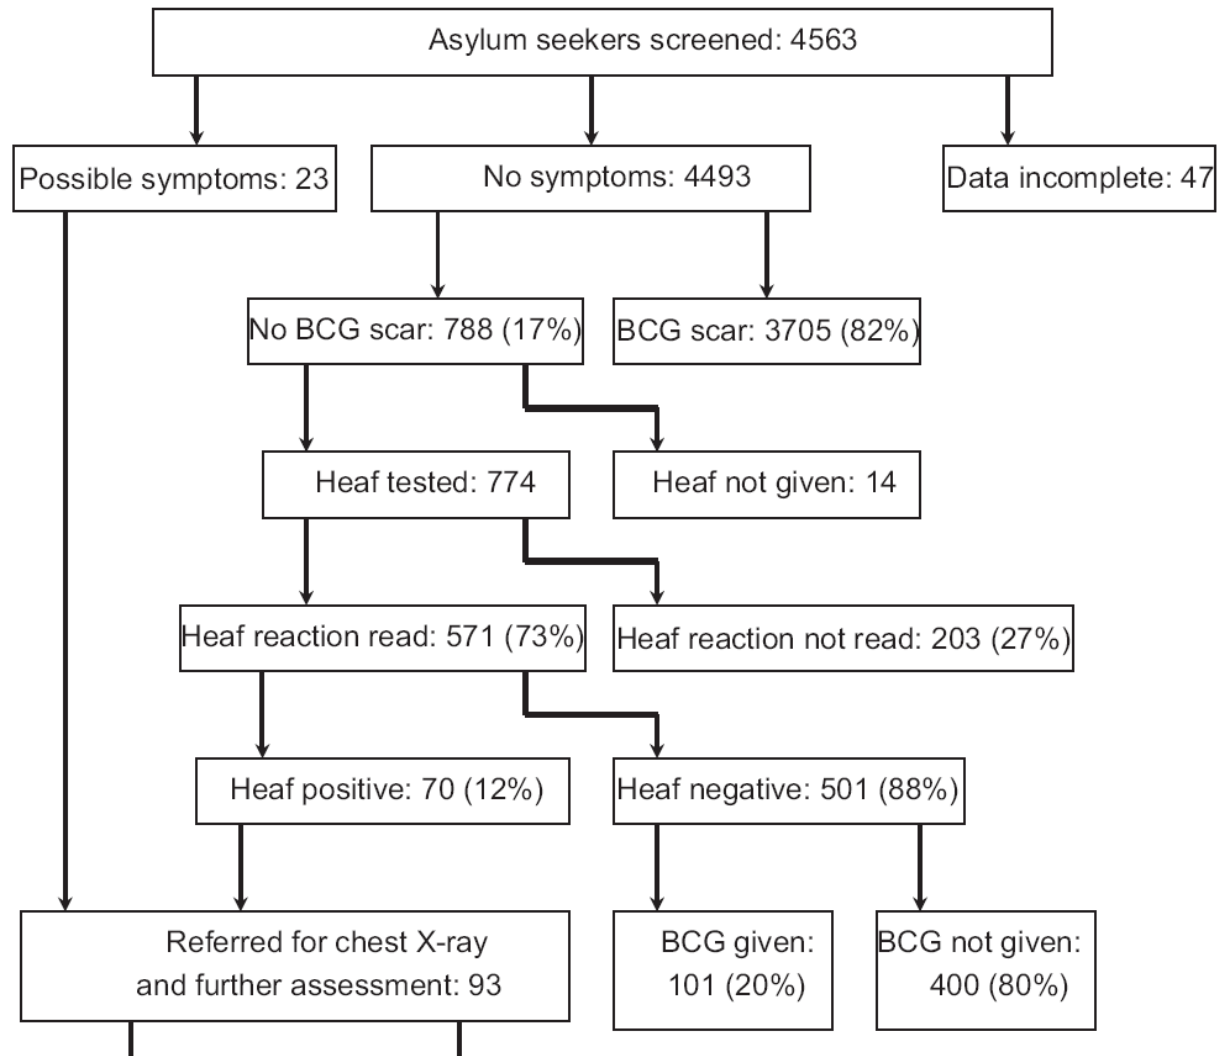 Asylum seekers screened: 4563
Possible symptoms: 23
No symptoms: 4493
Data incomplete: 47
No BCG scar: 788 (17%)
BCG scar: 3705 (82%)
Heaf tested: 774
Heaf not given: 14
Heaf reaction read: 571 (73%)
Heaf reaction not read: 203 (27%)
Heaf positive: 70 (12%)
Heaf negative: 501 (88%)
Referred for chest X-ray
and further assessment: 93
BCG given:
101 (20%)
BCG not given:
400 (80%)